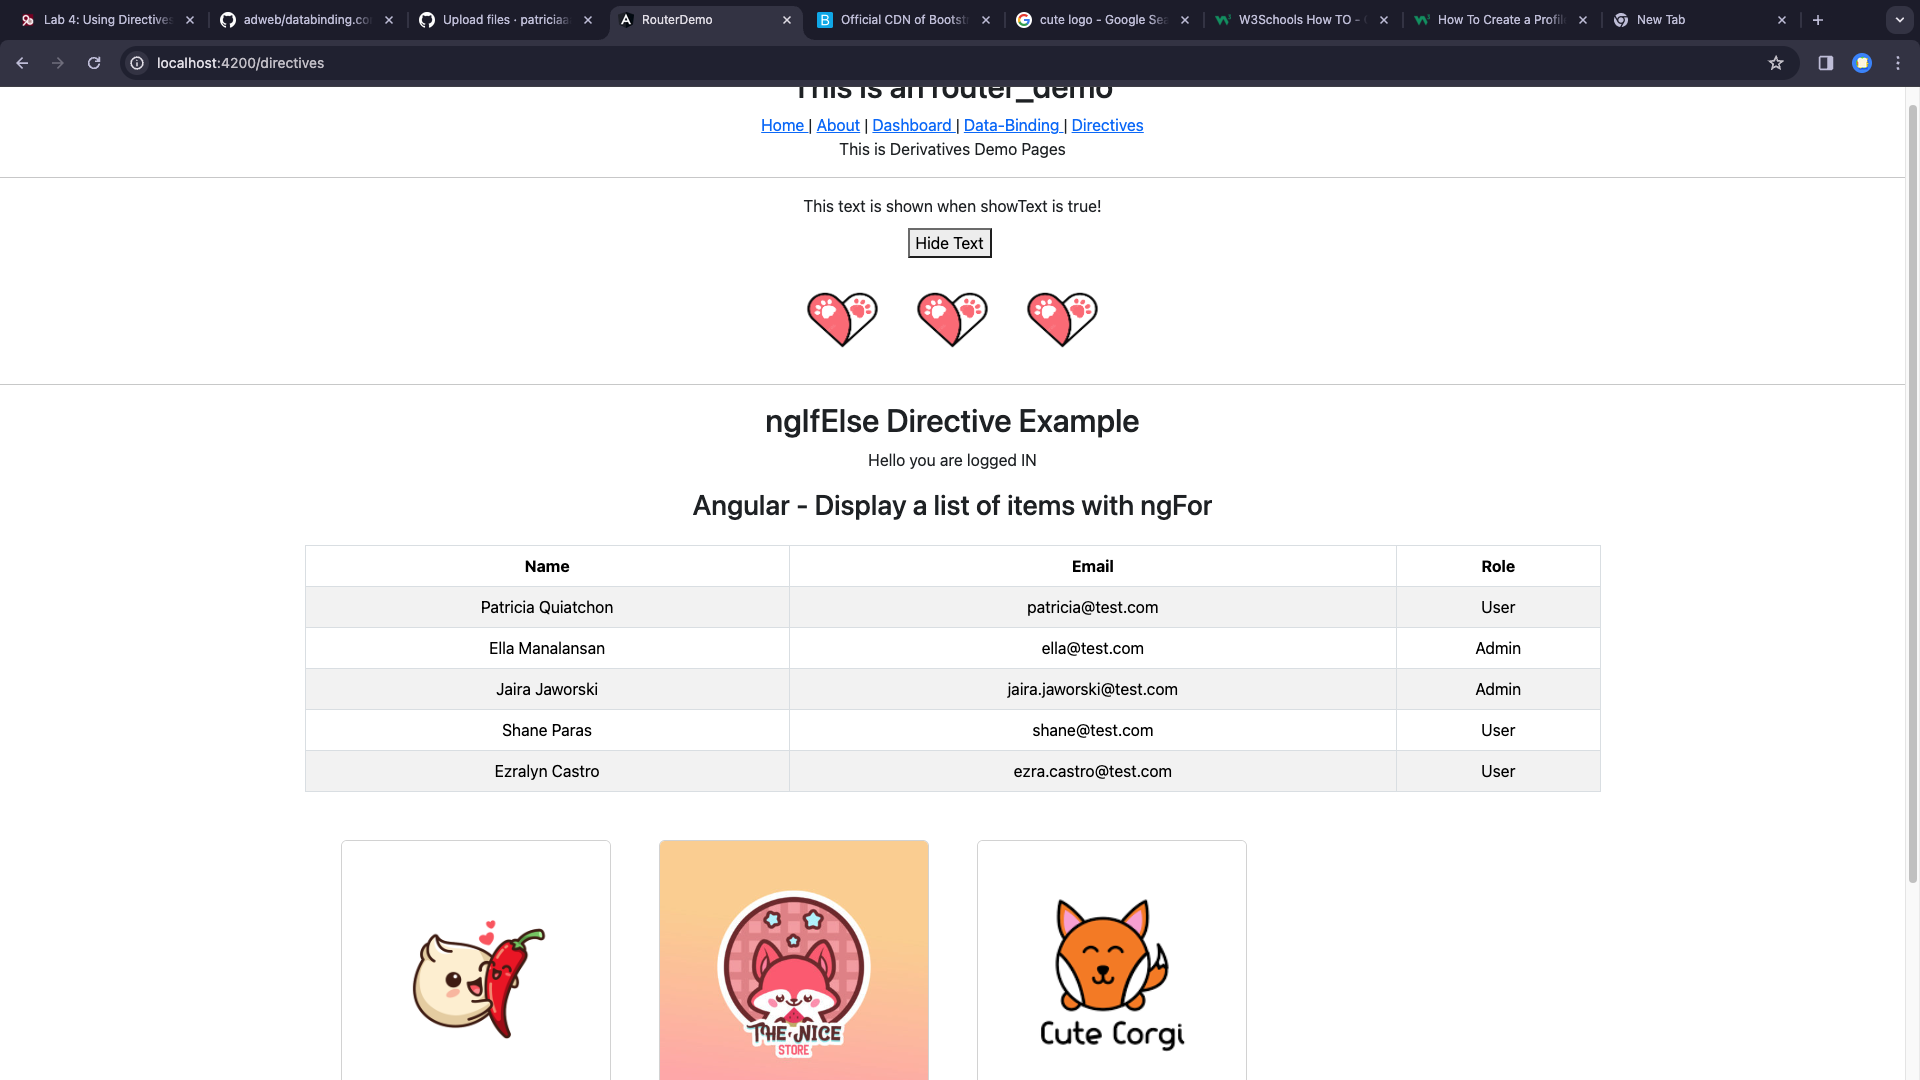 Lab 4: Using Directives
adweb/databinding.co
Upload files · patriciaa
RouterDemo
Official CDN of Bootst
cute logo - Google Sea
W3Schools How TO -
How To Create a Profil
New Tab
localhost:4200/directives
This is an router_demo
Home | About | Dashboard | Data-Binding | Directives
This is Derivatives Demo Pages
This text is shown when showText is true!
Hide Text
ngIfElse Directive Example
Hello you are logged IN
Angular - Display a list of items with ngFor
Name Email Role
Patricia Quiatchon patricia@test.com User
Ella Manalansan ella@test.com Admin
Jaira Jaworski jaira.jaworski@test.com Admin
Shane Paras shane@test.com User
Ezralyn Castro ezra.castro@test.com User
THE NICE
STORE
Cute Corgi